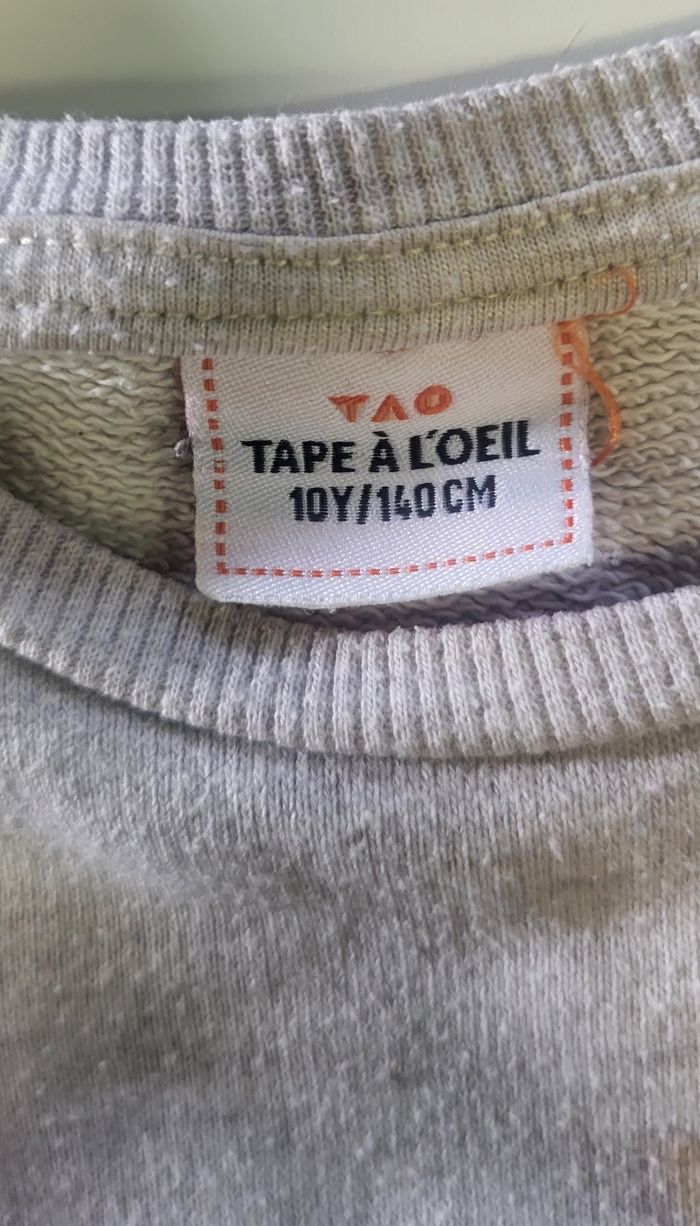 TAO
TAPE À L'OEIL
10Y/140CM